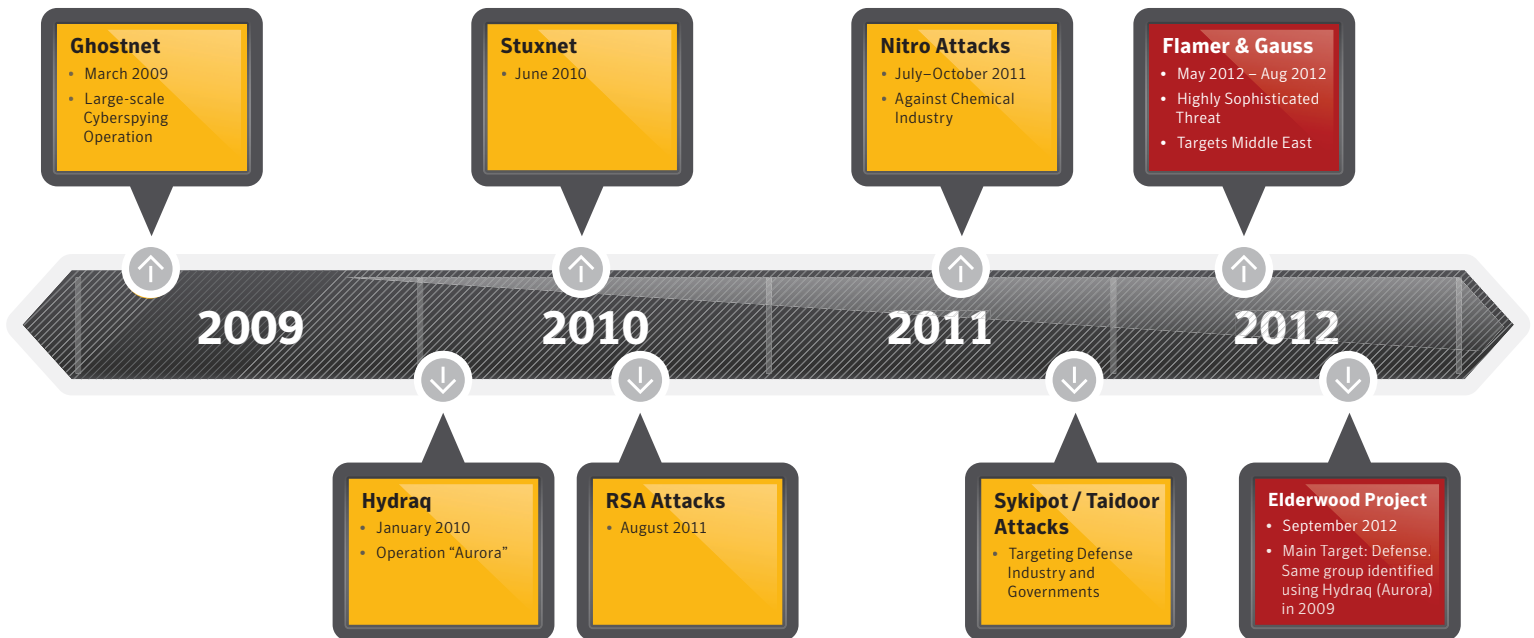 Ghostnet
• March 2009
• Large-scale
Cyberspying
Operation
Stuxnet
• June 2010
Nitro Attacks
• July–October 2011
• Against Chemical
Industry
Flamer & Gauss
• May 2012 – Aug 2012
• Highly Sophisticated
Threat
• Targets Middle East
2009
2010
2011
2012
Hydraq
• January 2010
• Operation “Aurora”
RSA Attacks
• August 2011
Sykipot / Taidoor
Attacks
• Targeting Defense
Industry and
Governments
Elderwood Project
• September 2012
• Main Target: Defense.
Same group identified
using Hydraq (Aurora)
in 2009